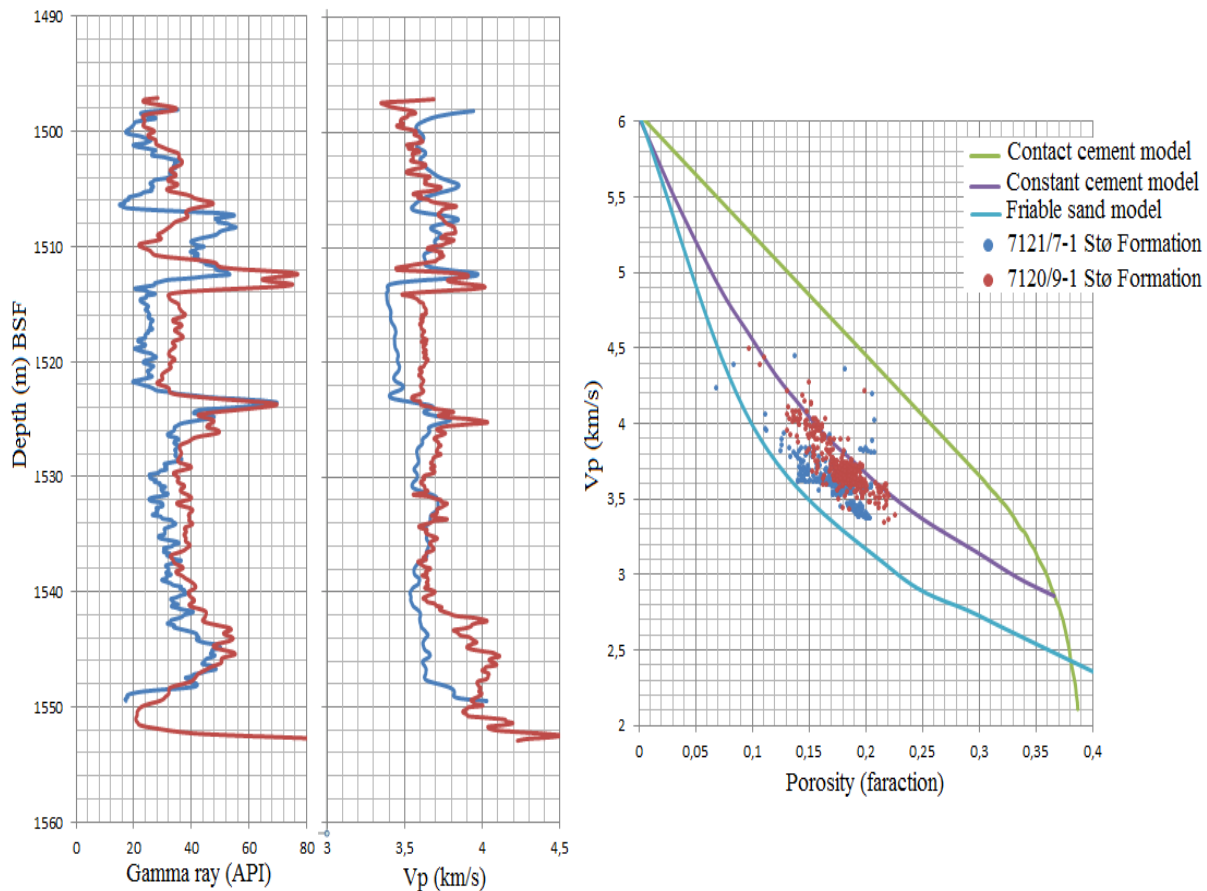 1490
1500
1510
1520
1530
1540
1550
1560
Depth (m) BSF
0 20 40 60 80
Gamma ray (API)
3 3,5 4 4,5
Vp (km/s)
6
5,5
5
4,5
4
3,5
3
2,5
2
Vp (km/s)
Contact cement model
Constant cement model
Friable sand model
7121/7-1 Stø Formation
7120/9-1 Stø Formation
0 0,05 0,1 0,15 0,2 0,25 0,3 0,35 0,4
Porosity (faraction)